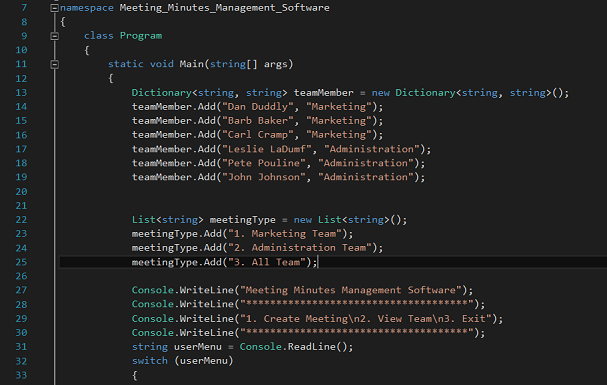 7 namespace Meeting_Minutes_Management_Software
8 {
9 class Program
10 {
11 static void Main(string[] args)
12 {
13 Dictionary<string, string> teamMember = new Dictionary<string, string>();
14 teamMember.Add("Dan Duddly", "Marketing");
15 teamMember.Add("Barb Baker", "Marketing");
16 teamMember.Add("Carl Cramp", "Marketing");
17 teamMember.Add("Leslie LaDumf", "Administration");
18 teamMember.Add("Pete Pouline", "Administration");
19 teamMember.Add("John Johnson", "Administration");
20
21
22 List<string> meetingType = new List<string>();
23 meetingType.Add("1. Marketing Team");
24 meetingType.Add("2. Administration Team");
25 meetingType.Add("3. All Team");
26
27 Console.WriteLine("Meeting Minutes Management Software");
28 Console.WriteLine("*************************************");
29 Console.WriteLine("1. Create Meeting\n2. View Team\n3. Exit");
30 Console.WriteLine("*************************************");
31 string userMenu = Console.ReadLine();
32 switch (userMenu)
33 {